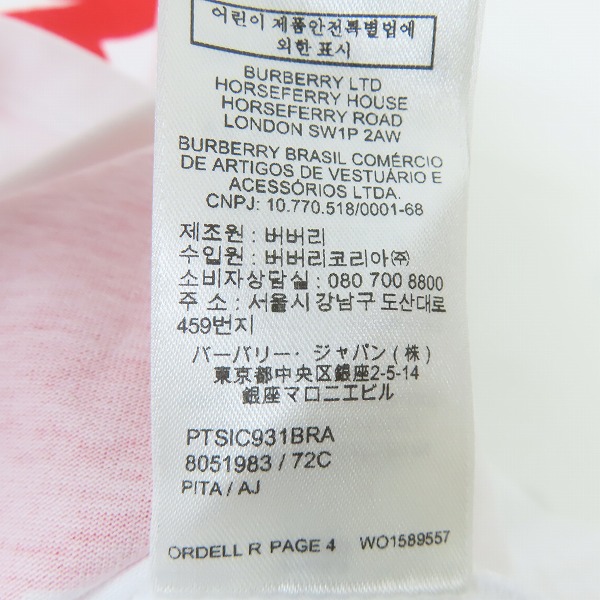 어린이 제품안전특별법에
의한 표시
BURBERRY LTD
HORSEFERRY HOUSE
HORSEFERRY ROAD
LONDON SW1P 2AW
BURBERRY BRASIL COMÉRCIO
DE ARTIGOS DE VESTUÁRIO E
ACESSÓRIOS LTDA.
CNPJ: 10.770.518/0001-68
제조원 : 버버리
수입원 : 버버리코리아㈜
소비자상담실 : 080 700 8800
주 소 : 서울시 강남구 도산대로
459번지
バーバリー・ジャパン(株)
東京都中央区銀座2-5-14
銀座マロニエビル
PTSIC931BRA
8051983 / 72C
PITA / AJ
ORDELL R PAGE 4 WO1589557